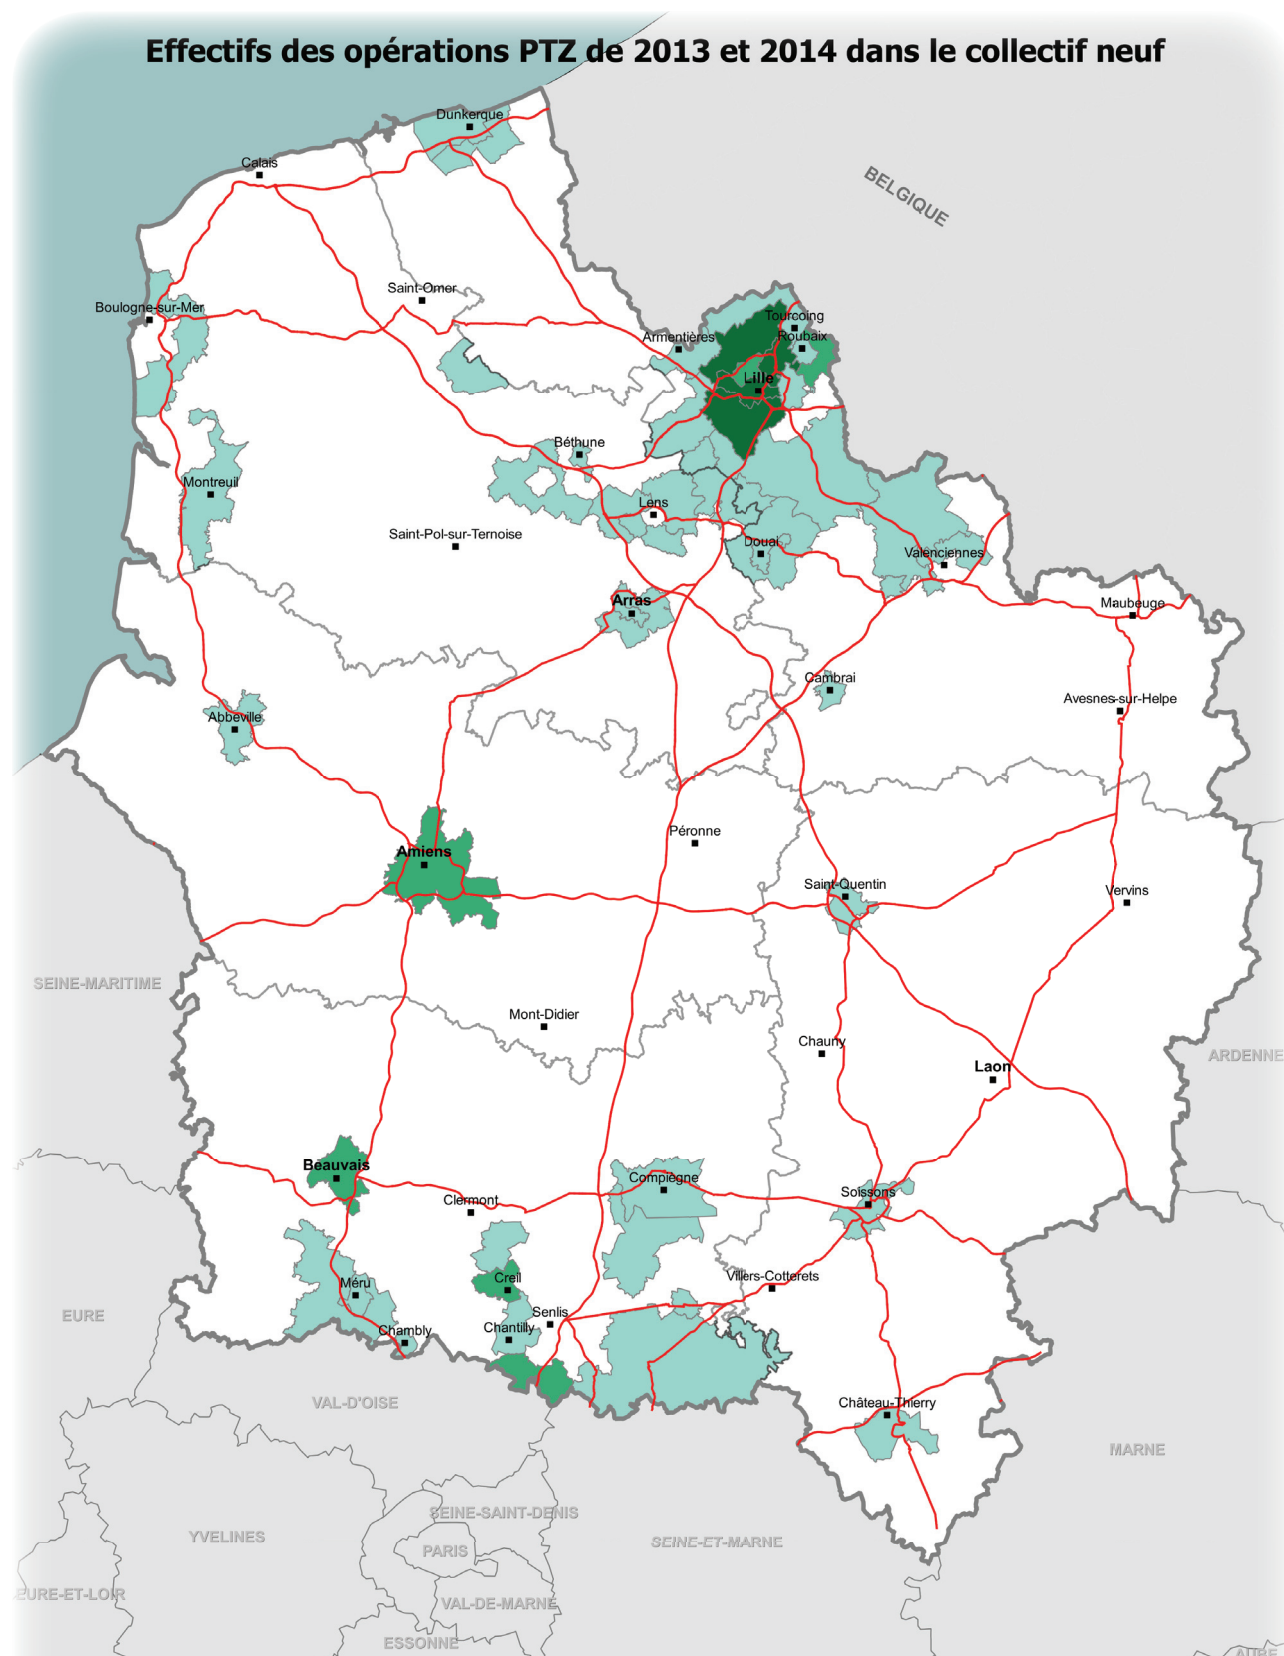 Effectifs des opérations PTZ de 2013 et 2014 dans le collectif neuf
Dunkerque
Calais
BELGIQUE
Saint-Omer
Boulogne-sur-Mer
Tourcoing
Armentières
Roubaix
Lille
Béthune
Montreuil
Lens
Saint-Pol-sur-Ternoise
Douai
Valenciennes
Arras
Maubeuge
Cambrai
Avesnes-sur-Helpe
Abbeville
Péronne
Amiens
Saint-Quentin
Vervins
SEINE-MARITIME
Mont-Didier
Chauny
ARDENNE
Laon
Beauvais
Compiègne
Clermont
Soissons
Creil
Villers-Cotterets
Méru
Senlis
EURE
Chambly
Chantilly
VAL-D'OISE
Château-Thierry
MARNE
SEINE-SAINT-DENIS
YVELINES
SEINE-ET-MARNE
PARIS
EURE-ET-LOIR
VAL-DE-MARNE
ESSONNE
AUBE